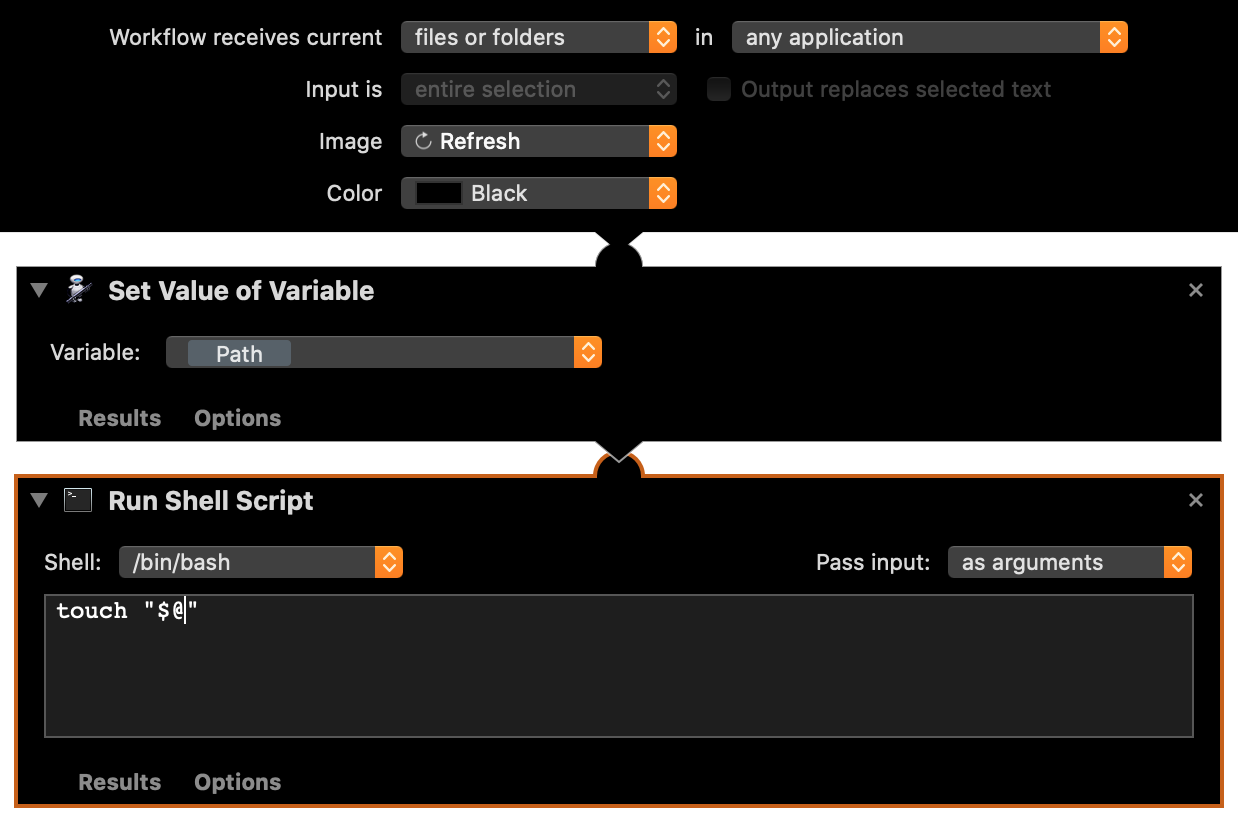 Workflow receives current files or folders in any application
Input is entire selection Output replaces selected text
Image Refresh
Color Black
Set Value of Variable
Variable: Path
Results Options
Run Shell Script
Shell: /bin/bash Pass input: as arguments
touch "$@"
Results Options